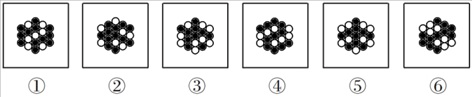 ① ② ③ ④ ⑤ ⑥